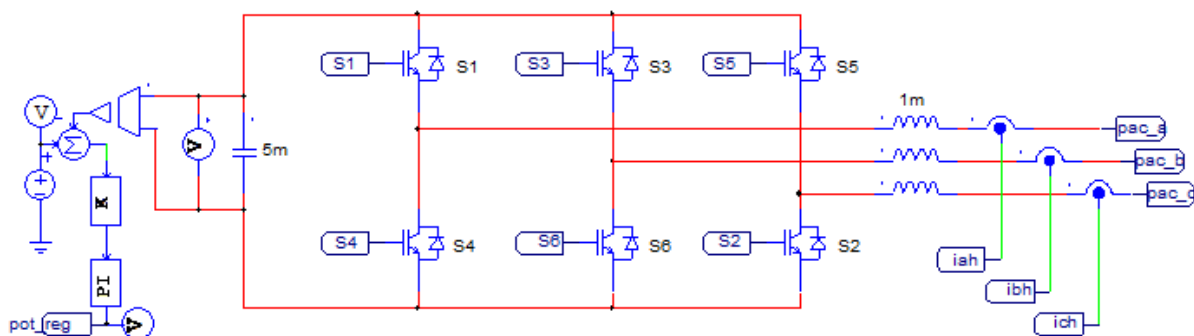 S1
S1
S3
S3
S5
S5
V
Σ
V
5m
1m
pac_a
pac_b
pac_c
K
S4
S4
S6
S6
S2
S2
iah
ibh
ich
PI
pot_reg
V